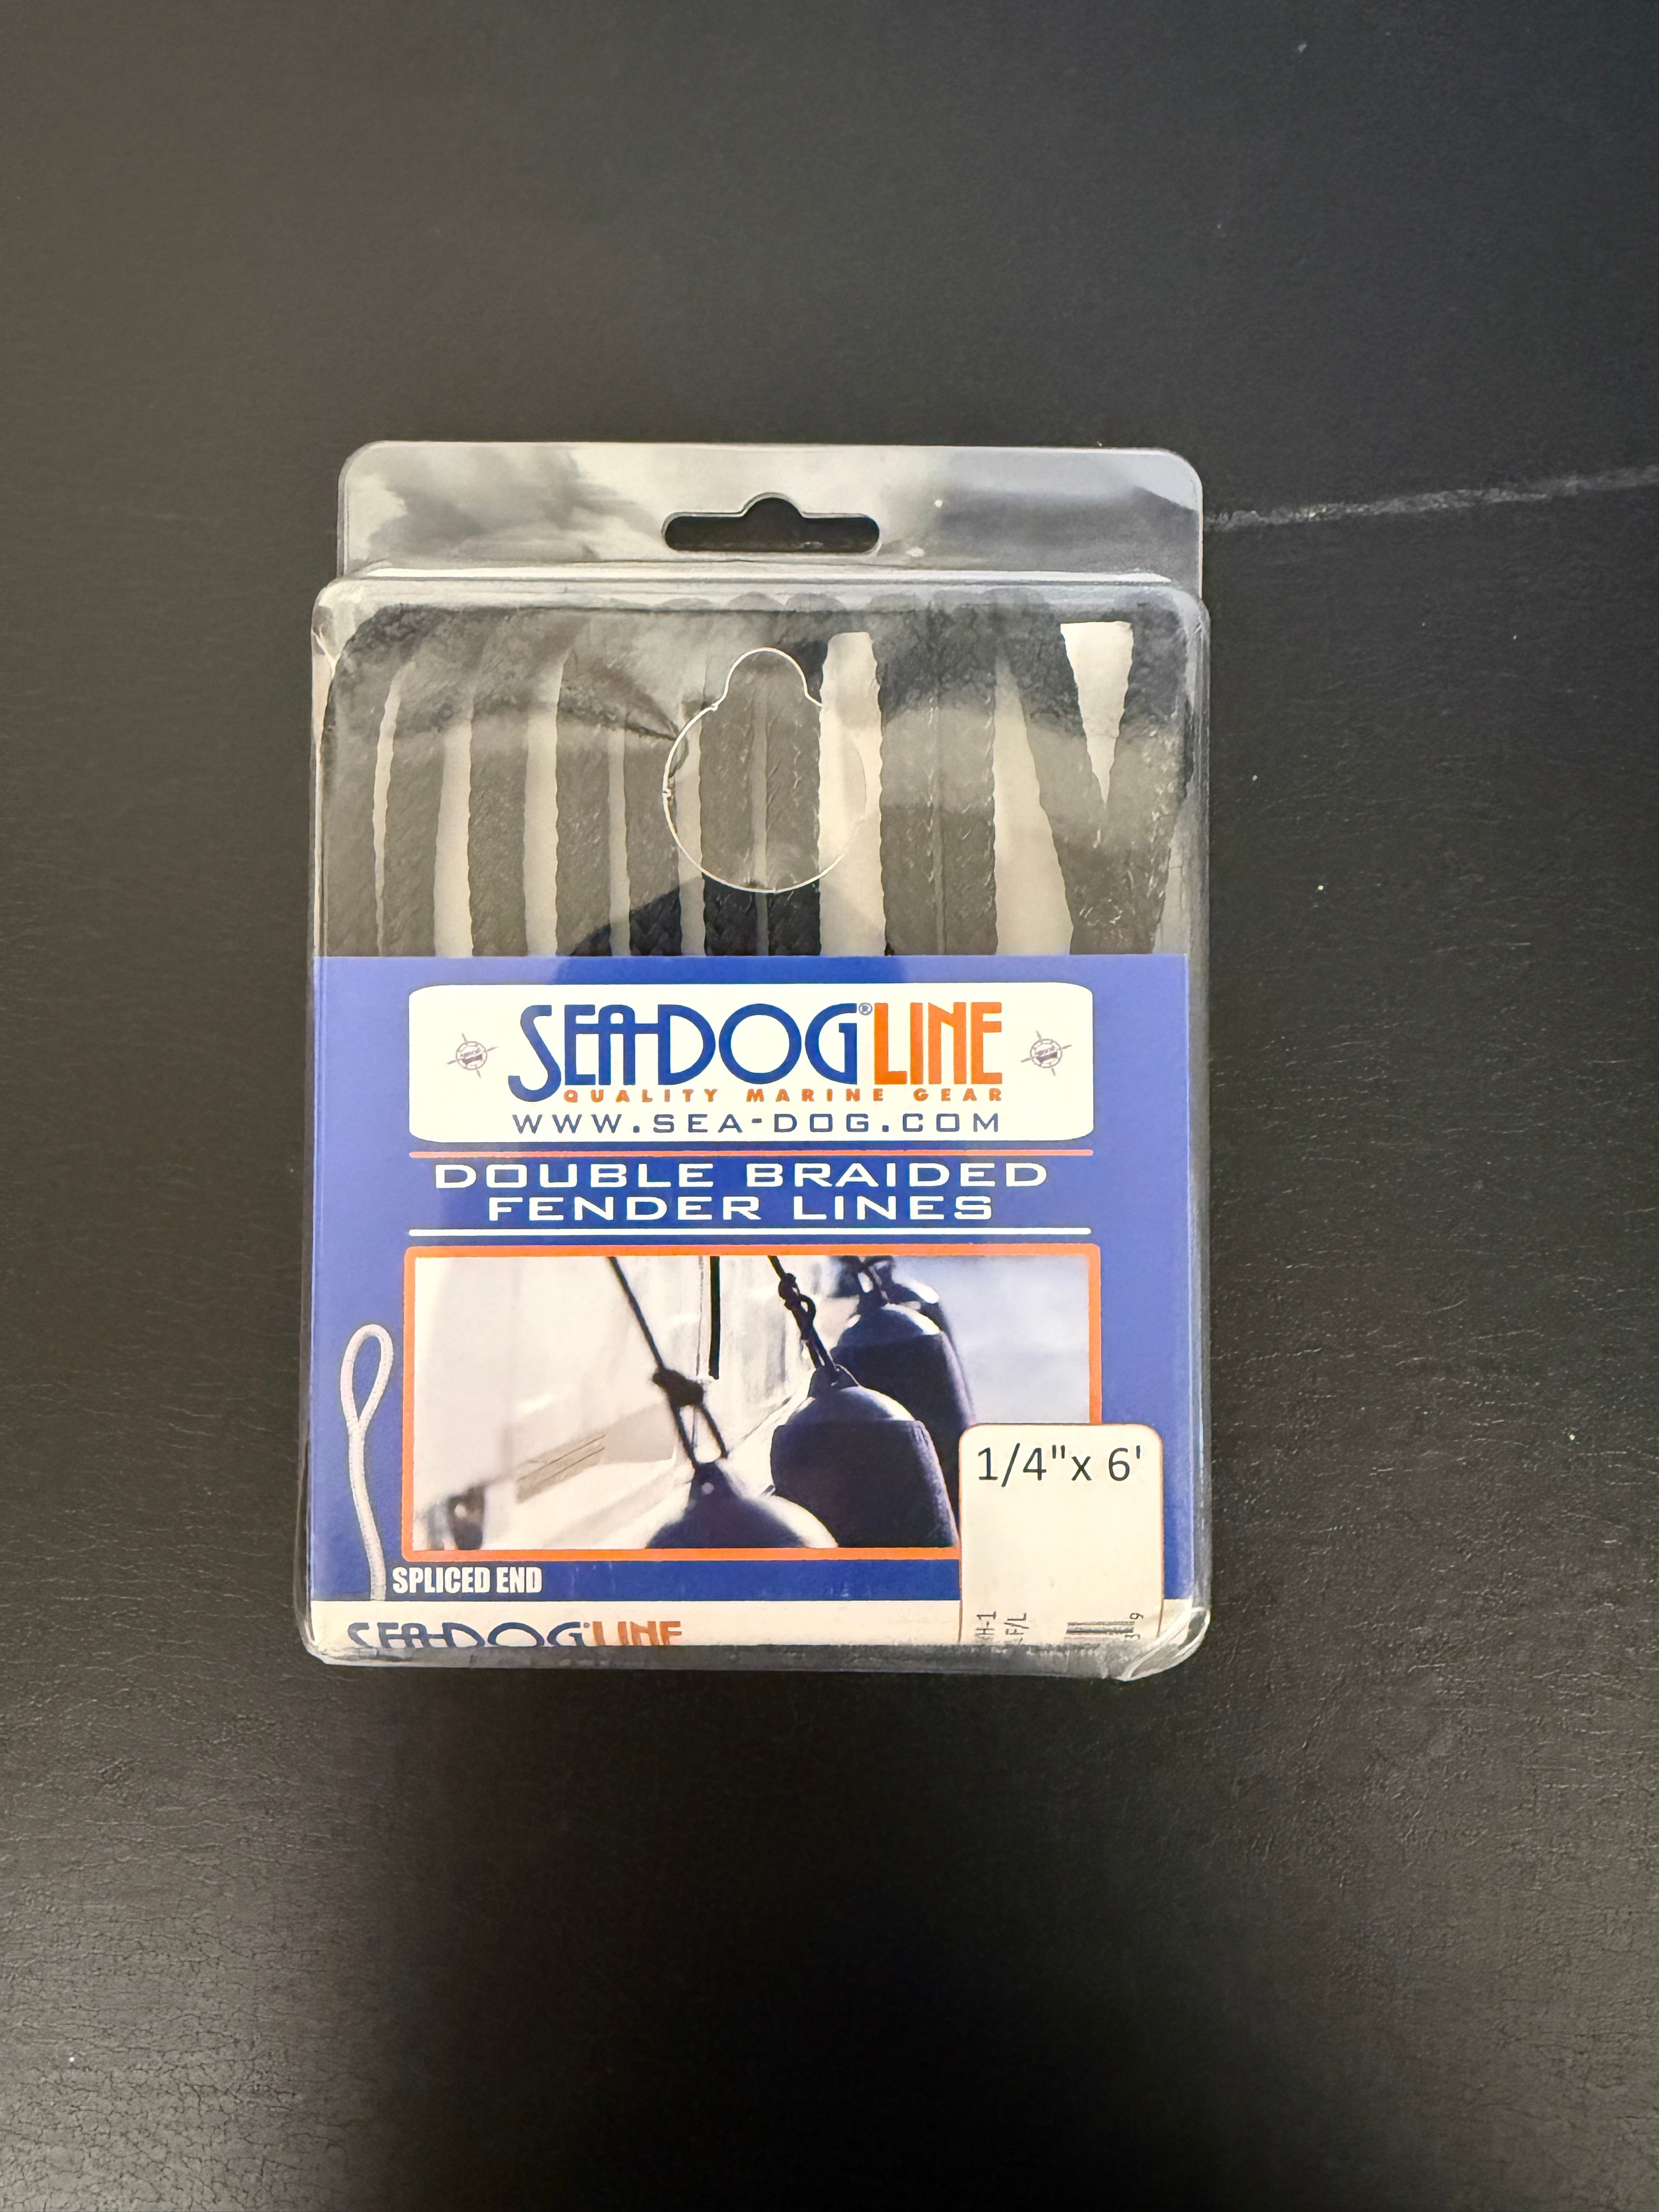 SEA-DOG®LINE
QUALITY MARINE GEAR
WWW.SEA-DOG.COM
DOUBLE BRAIDED
FENDER LINES
1/4"x 6'
SPLICED END
SEA-DOG®LINE